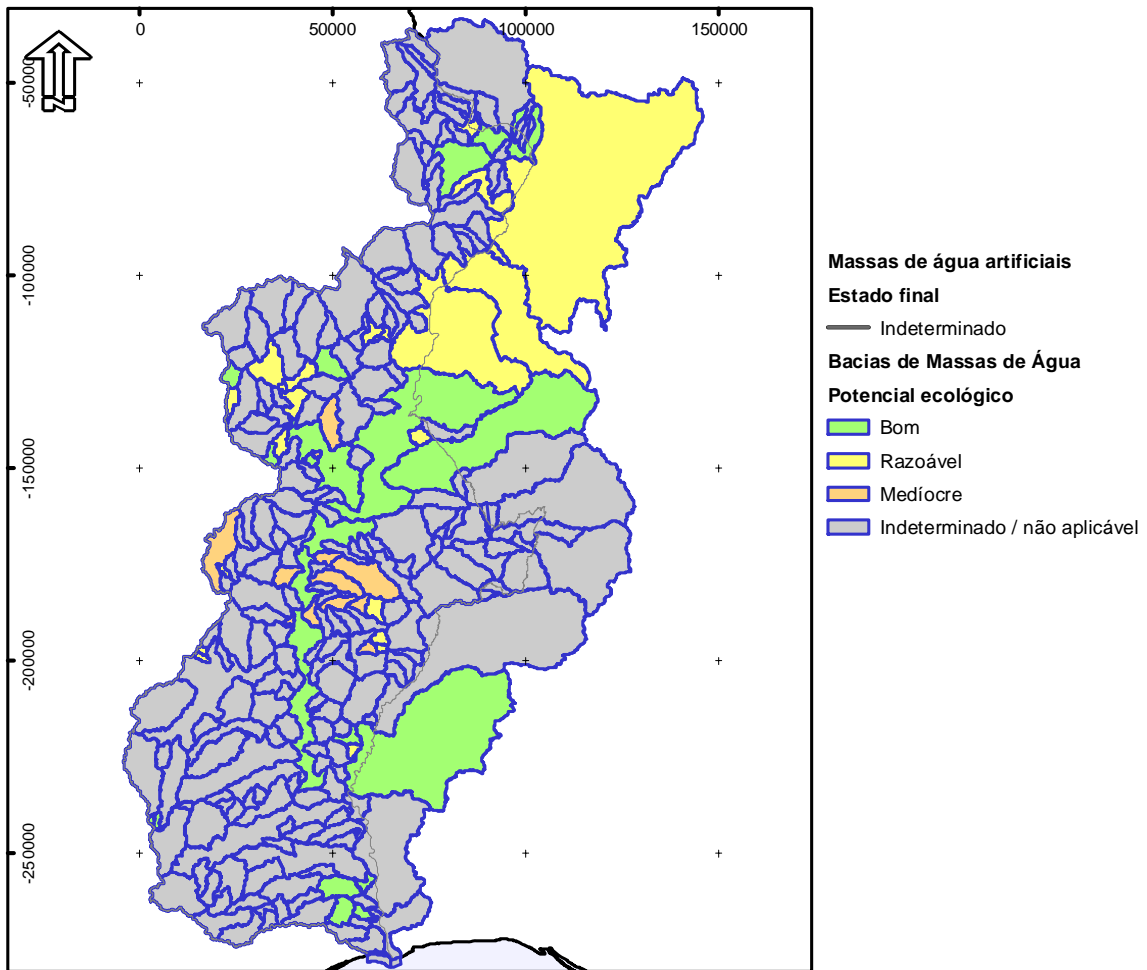 0 50000 100000 150000
N
-50000
-100000
-150000
-200000
-250000
Massas de água artificiais
Estado final
Indeterminado
Bacias de Massas de Água
Potencial ecológico
Bom
Razoável
Medíocre
Indeterminado / não aplicável